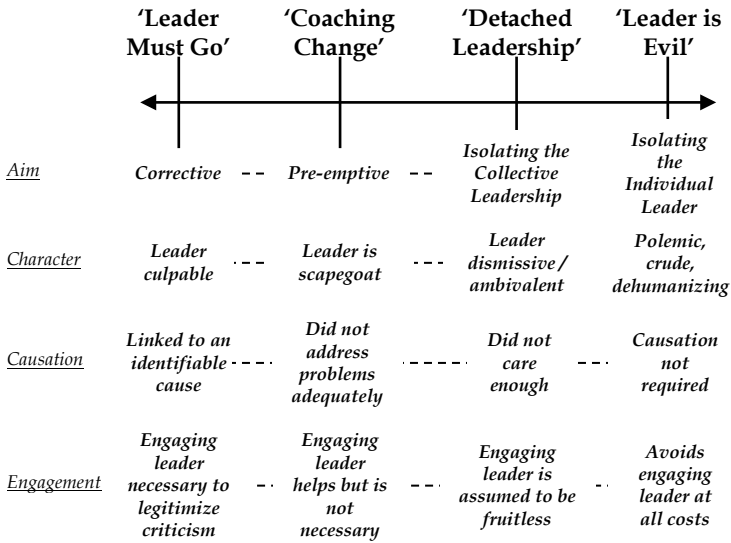 ‘Leader Must Go’
‘Coaching Change’
‘Detached Leadership’
‘Leader is Evil’
Aim
Corrective
Pre-emptive
Isolating the
Collective
Leadership
Isolating
the
Individual
Leader
Character
Leader
culpable
Leader is
scapegoat
Leader
dismissive /
ambivalent
Polemic,
crude,
dehumanizing
Causation
Linked to an
identifiable
cause
Did not
address
problems
adequately
Did not
care
enough
Causation
not
required
Engagement
Engaging
leader
necessary to
legitimize
criticism
Engaging
leader
helps but is
not
necessary
Engaging
leader is
assumed to be
fruitless
Avoids
engaging
leader at
all costs